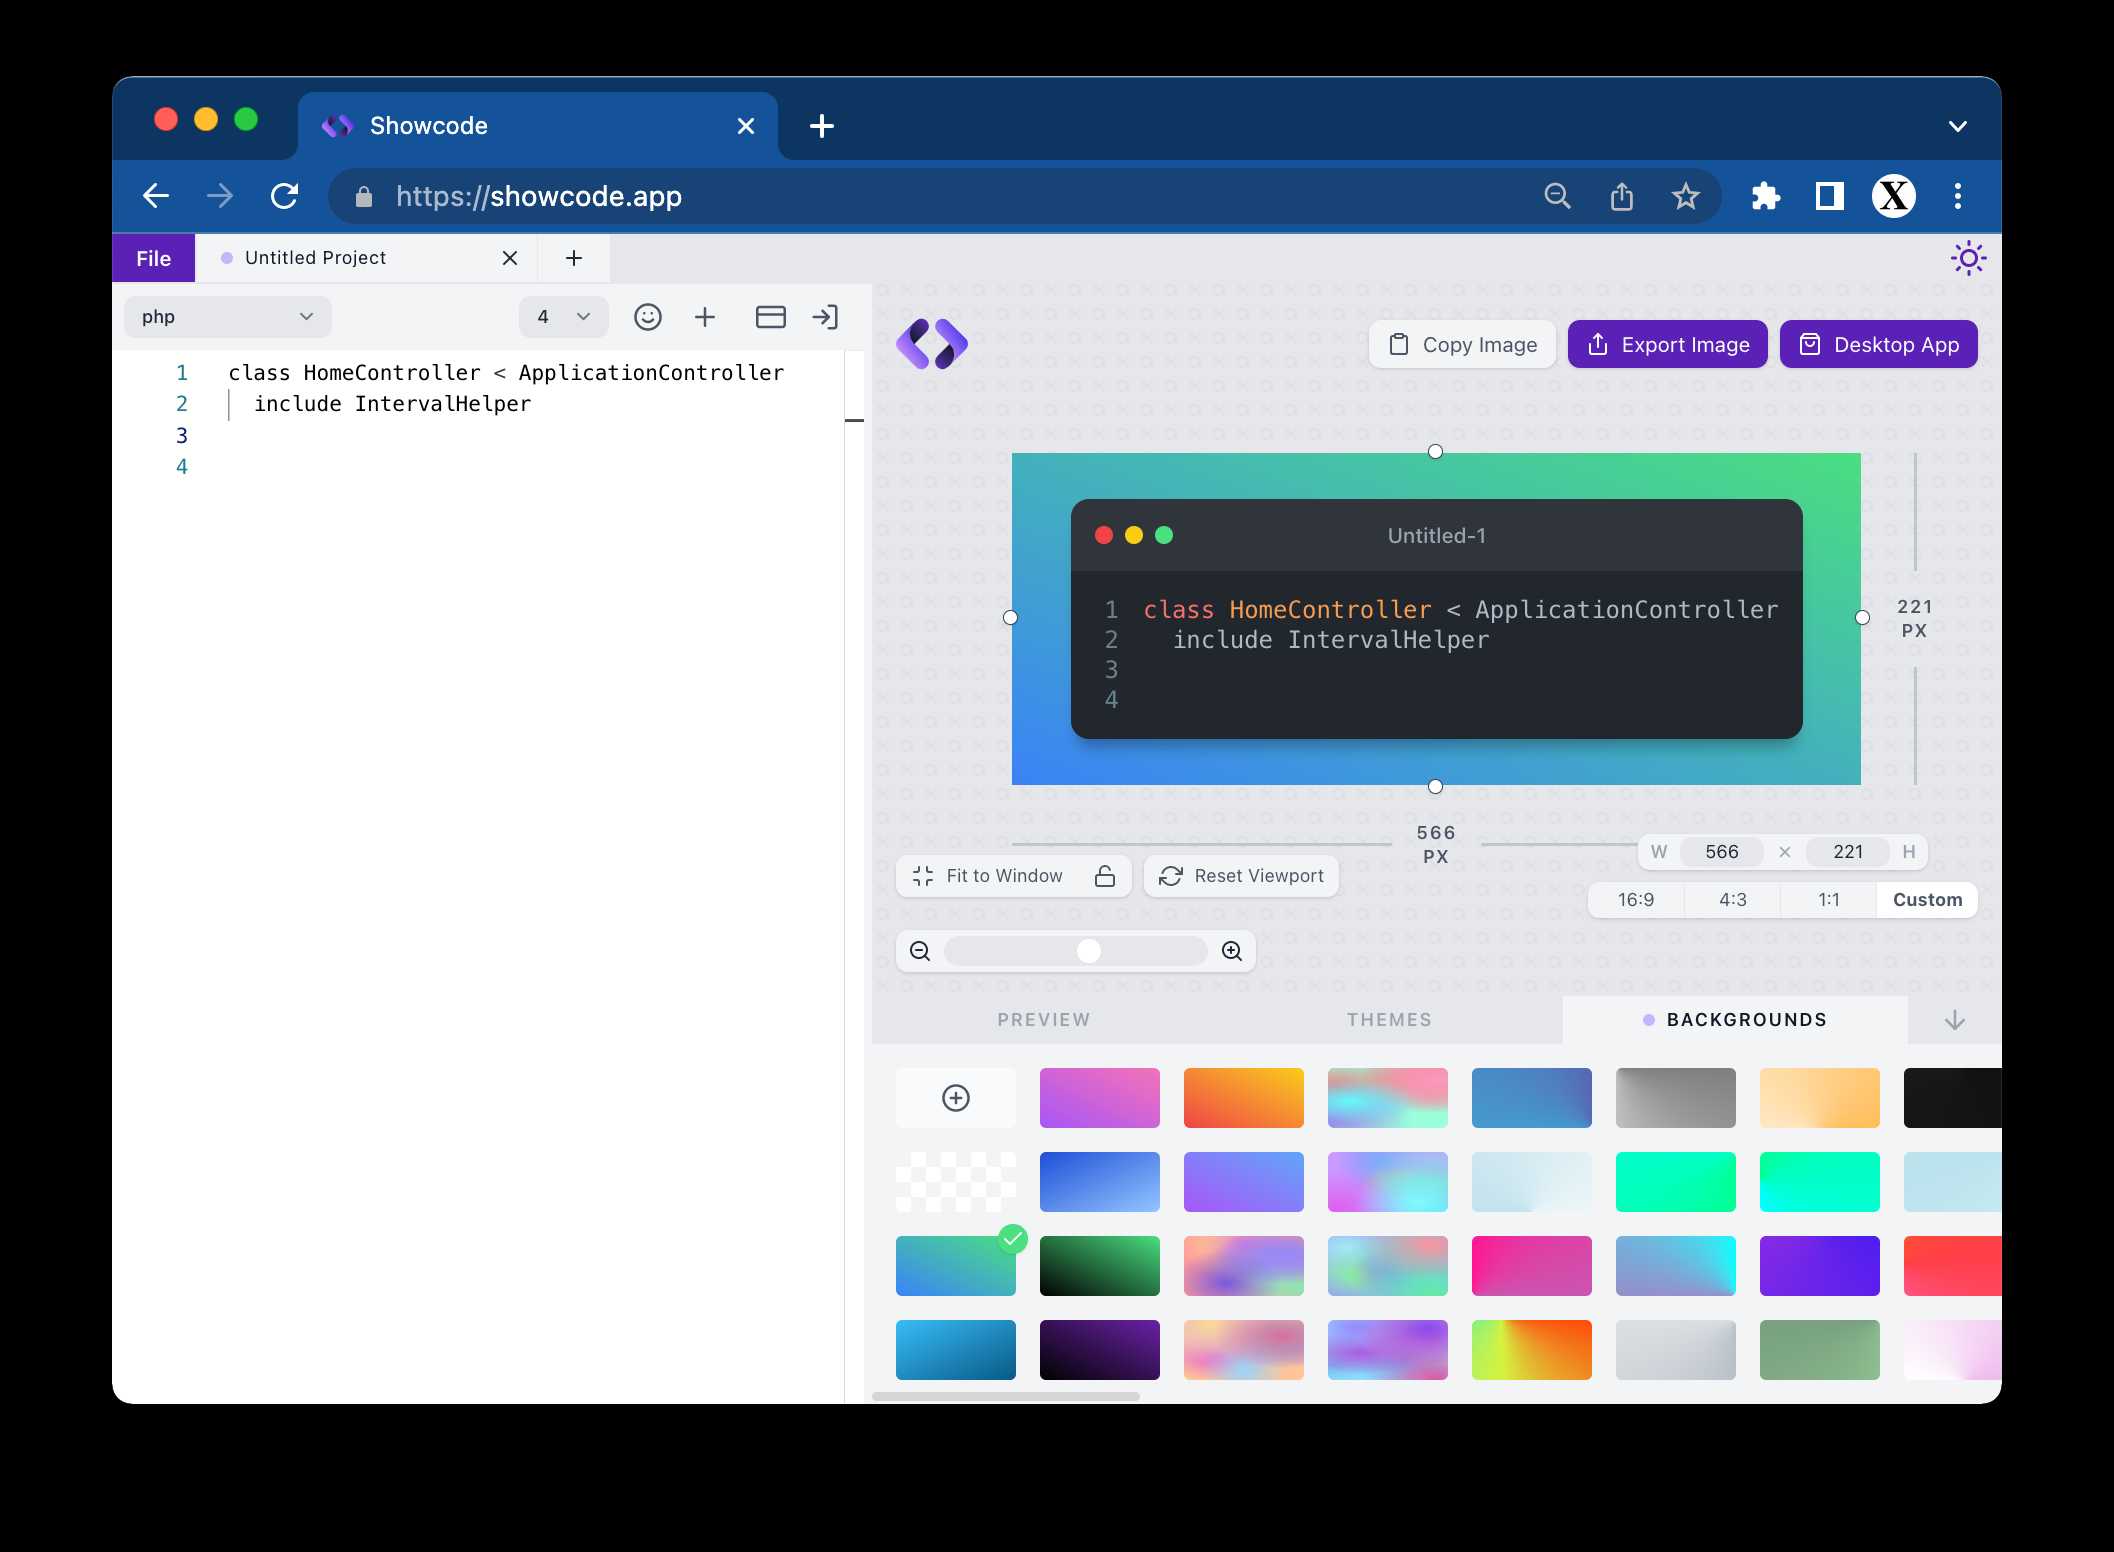 Showcode
https://showcode.app
X
File
Untitled Project
php
4
1 class HomeController < ApplicationController
2 include IntervalHelper
3
4
Copy Image
Export Image
Desktop App
Untitled-1
1 class HomeController < ApplicationController
2 include IntervalHelper
3
4
221
PX
566
PX
W 566 × 221 H
Fit to Window
Reset Viewport
16:9 4:3 1:1 Custom
PREVIEW THEMES BACKGROUNDS